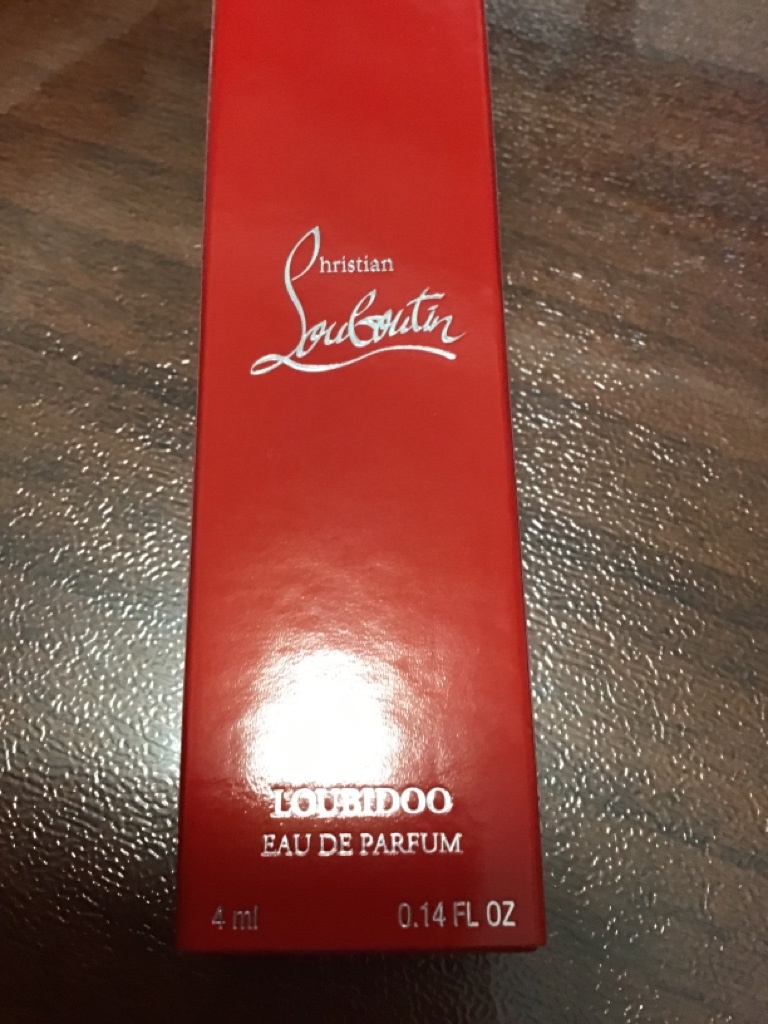 Christian
Louboutin
LOUBIDOO
EAU DE PARFUM
4 ml 0.14 FL OZ